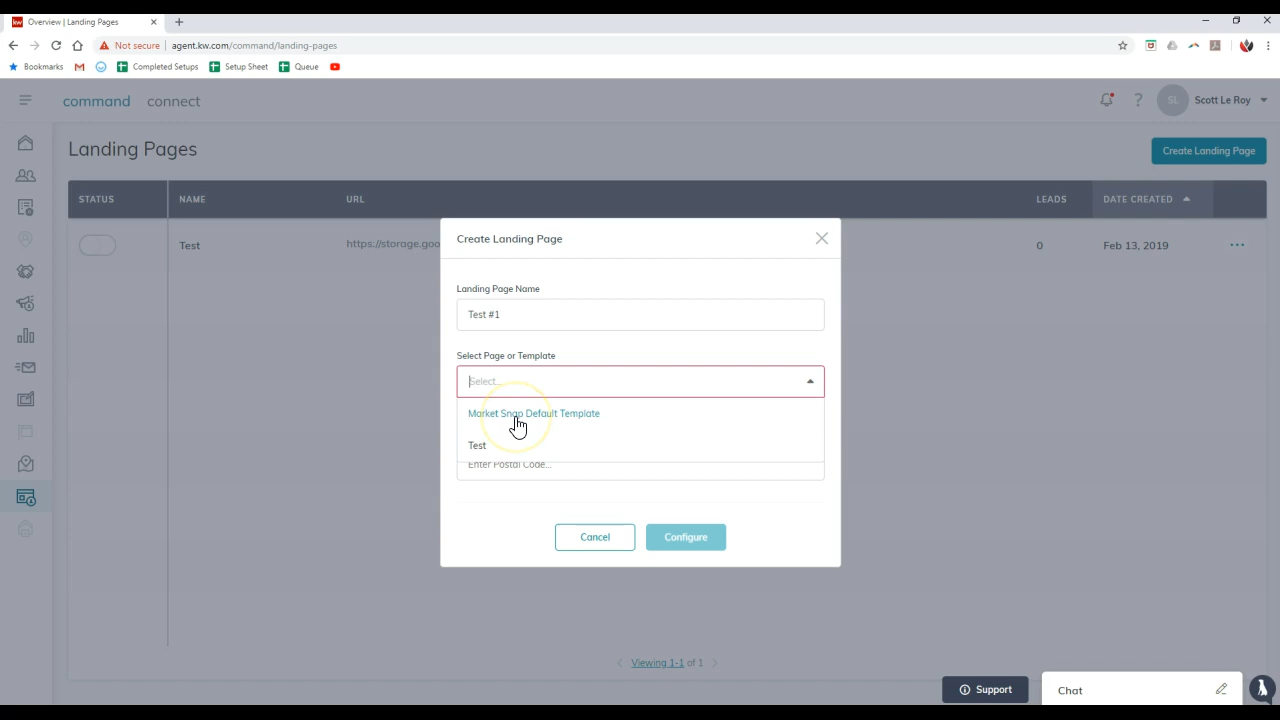 kw
Overview | Landing Pages
Not secure
agent.kw.com/command/landing-pages
Bookmarks
Completed Setups
Setup Sheet
Queue
command
connect
?
SL
Scott Le Roy
Landing Pages
Create Landing Page
STATUS
NAME
URL
LEADS
DATE CREATED
Test
https://storage.goo
0
Feb 13, 2019
Create Landing Page
Landing Page Name
Test #1
Select Page or Template
Select...
Market Snap Default Template
Test
Enter Postal Code...
Cancel
Configure
Viewing 1-1 of 1
Support
Chat